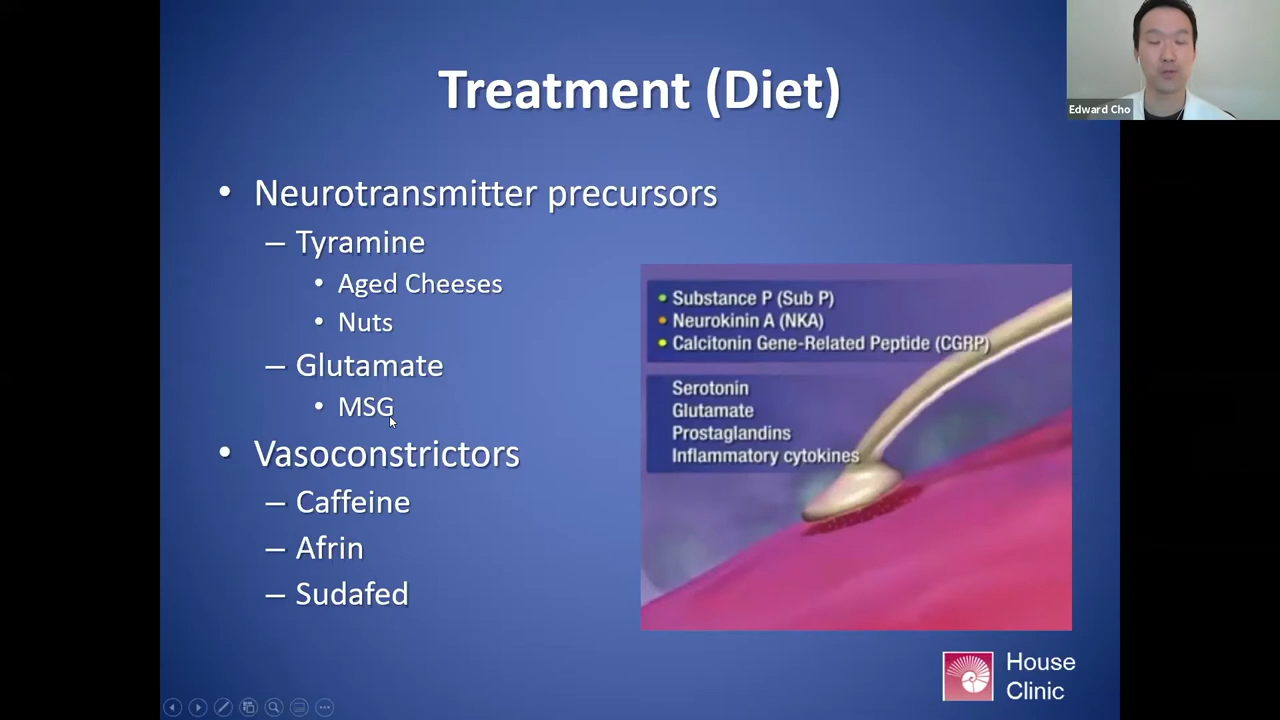 Treatment (Diet)
Edward Cho
• Neurotransmitter precursors
– Tyramine
• Aged Cheeses
• Nuts
– Glutamate
• MSG
• Vasoconstrictors
– Caffeine
– Afrin
– Sudafed
• Substance P (Sub P)
• Neurokinin A (NKA)
• Calcitonin Gene-Related Peptide (CGRP)
Serotonin
Glutamate
Prostaglandins
Inflammatory cytokines
House
Clinic